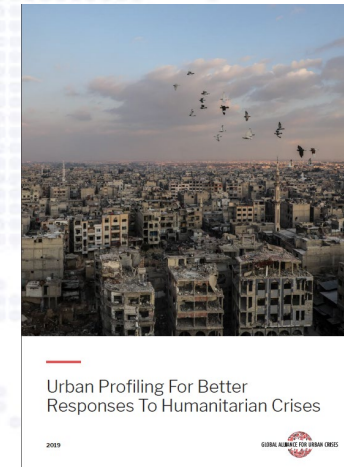 Urban Profiling For Better
Responses To Humanitarian Crises
2019
GLOBAL ALLIANCE FOR URBAN CRISES